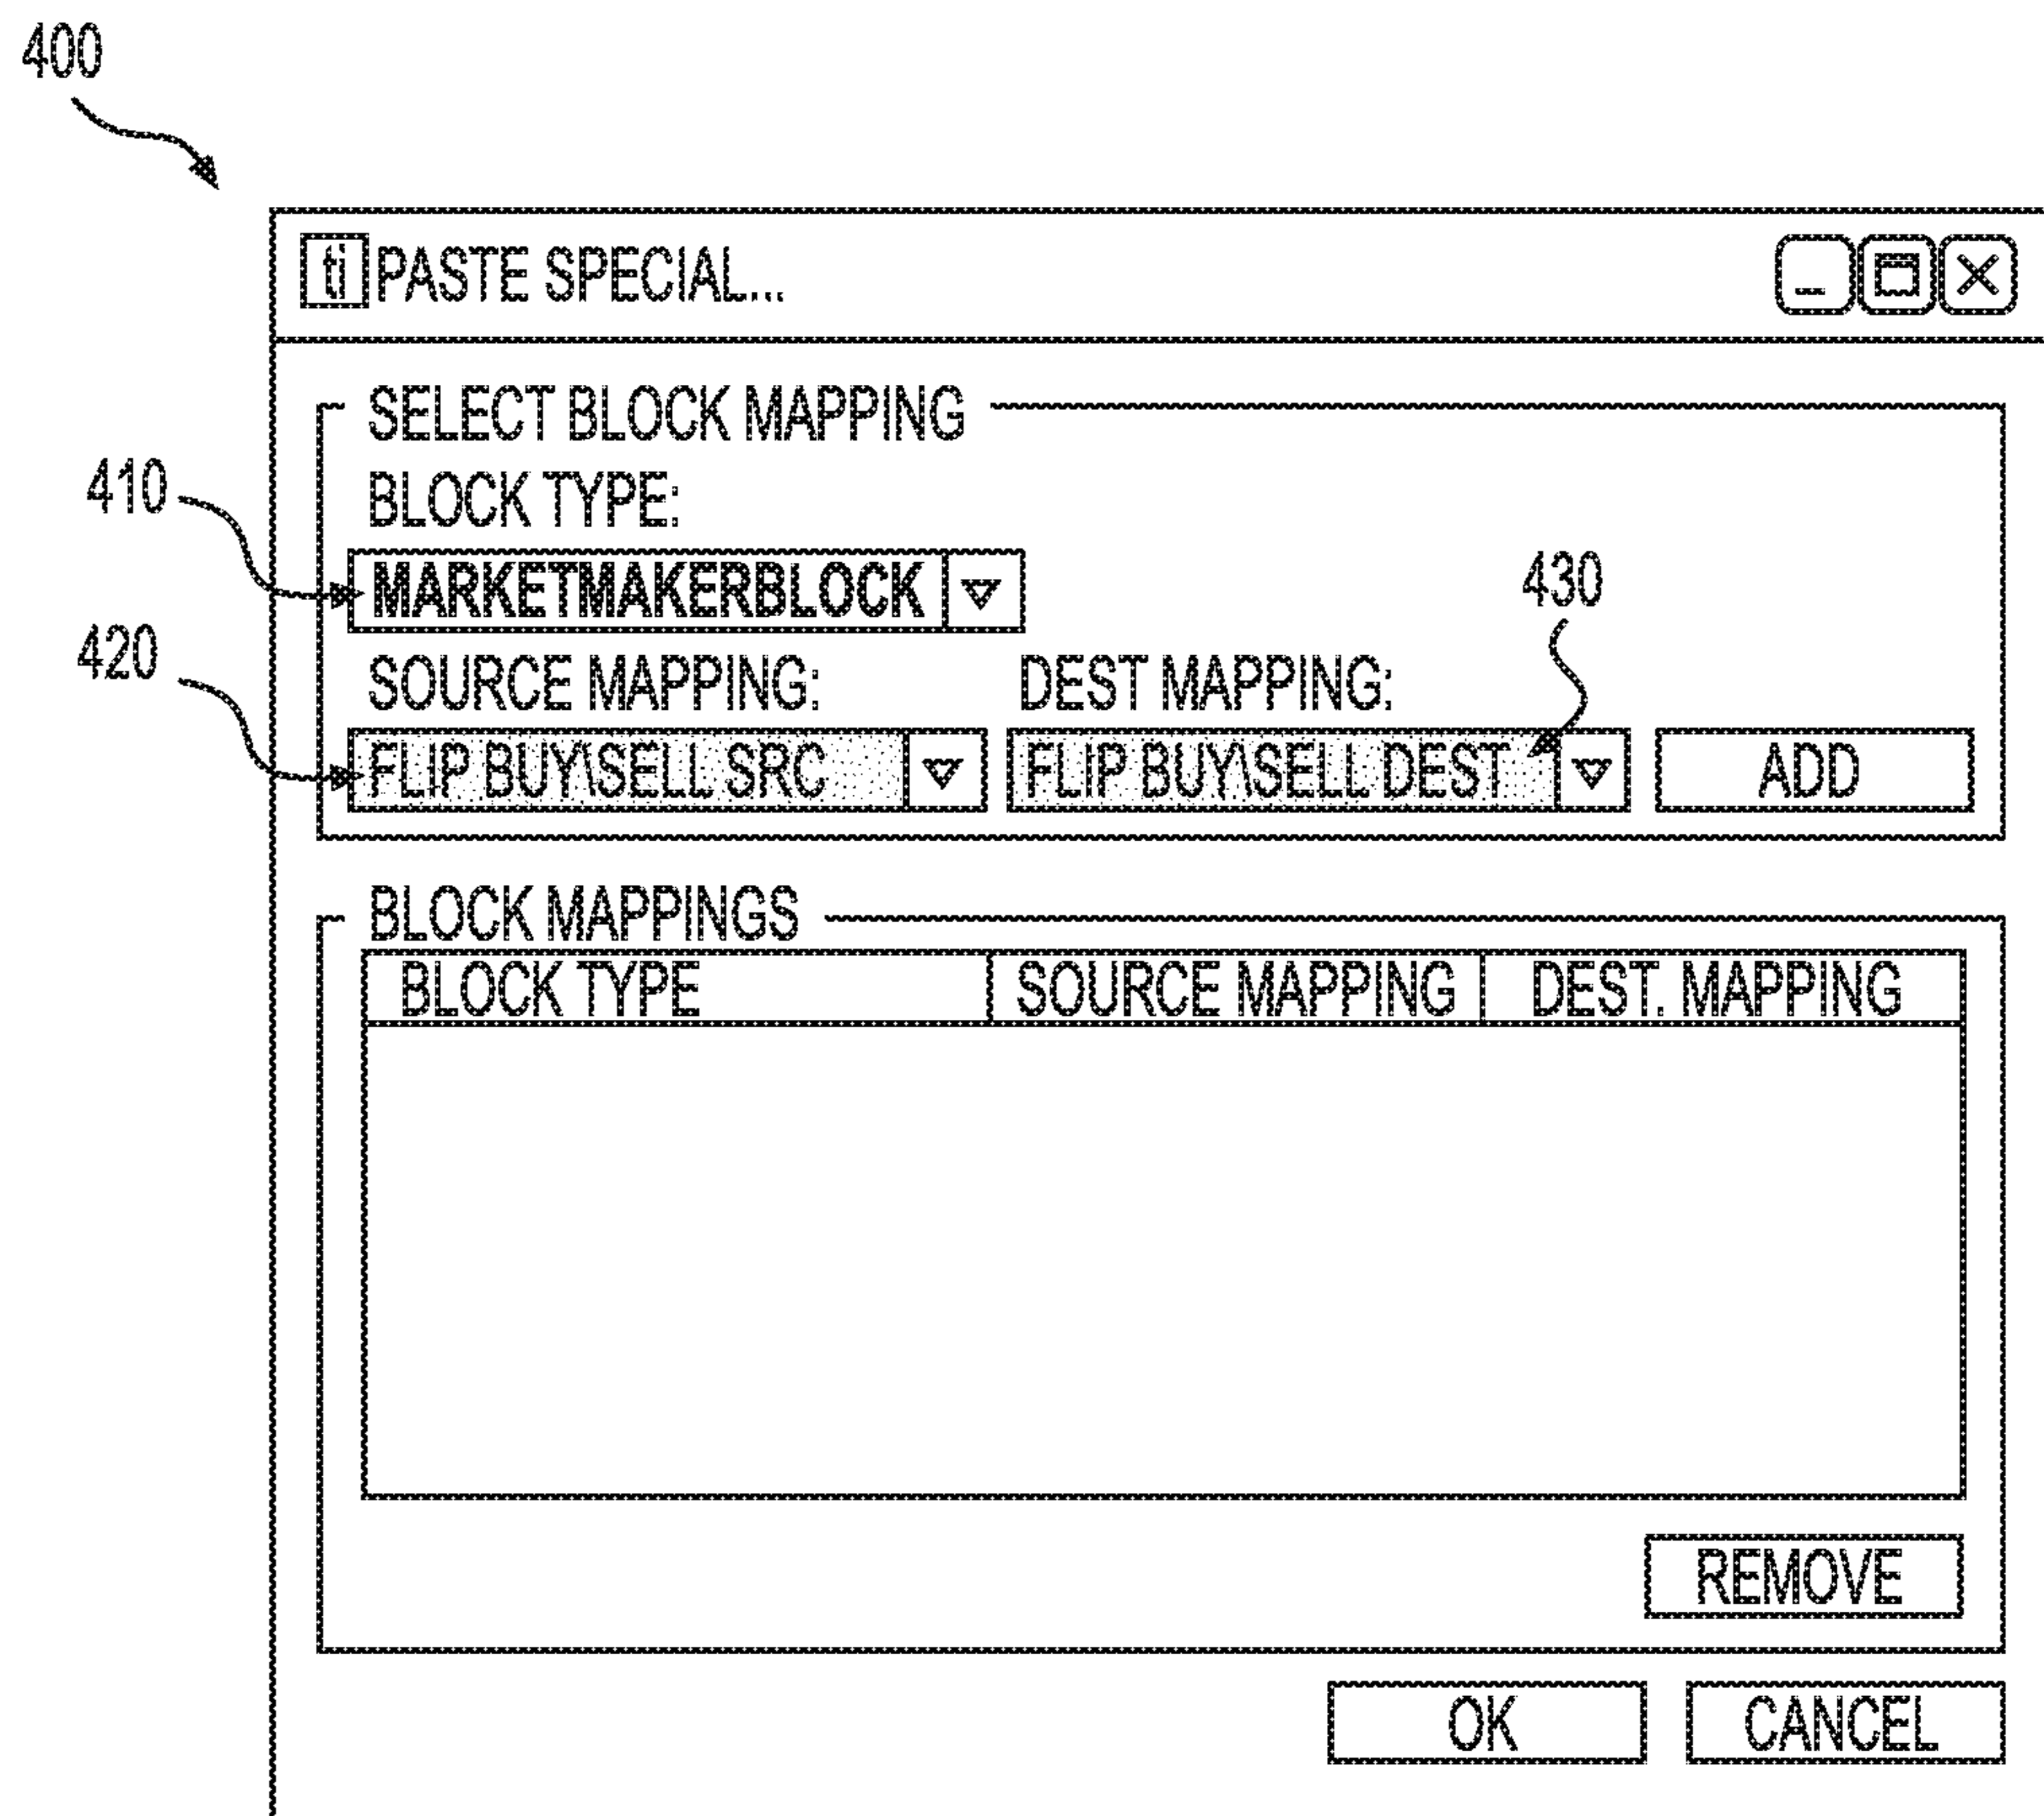 400
ti PASTE SPECIAL...
SELECT BLOCK MAPPING
BLOCK TYPE:
410
MARKETMAKERBLOCK
430
420
SOURCE MAPPING: DEST MAPPING:
FLIP BUY\SELL SRC FLIP BUY\SELL DEST ADD
BLOCK MAPPINGS
BLOCK TYPE SOURCE MAPPING DEST. MAPPING
REMOVE
OK CANCEL